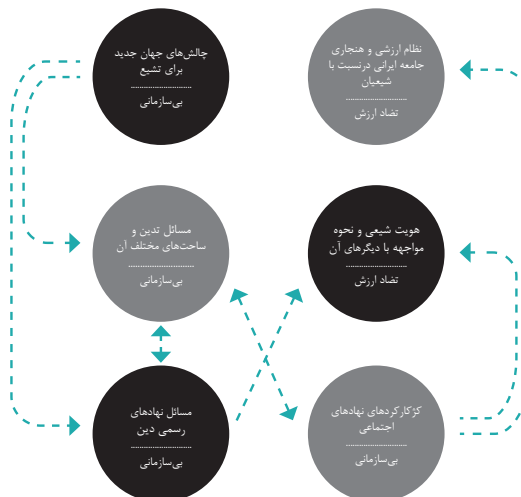 نظام ارزشی و هنجاری
جامعه ایرانی درنسبت با
شیعیان
تضاد ارزش
چالش‌های جهان جدید
برای تشیع
بی‌سازمانی
هویت شیعی و نحوه
مواجهه با دیگرهای آن
تضاد ارزش
مسائل تدین و
ساحت‌های مختلف آن
بی‌سازمانی
کژکارکردهای نهادهای
اجتماعی
بی‌سازمانی
مسائل نهادهای
رسمی دین
بی‌سازمانی